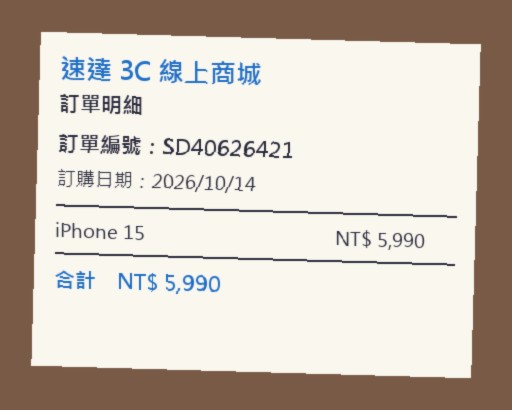 速達 3C 線上商城
訂單明細
訂單編號：SD40626421
訂購日期：2026/10/14
iPhone 15 NT$ 5,990
合計 NT$ 5,990